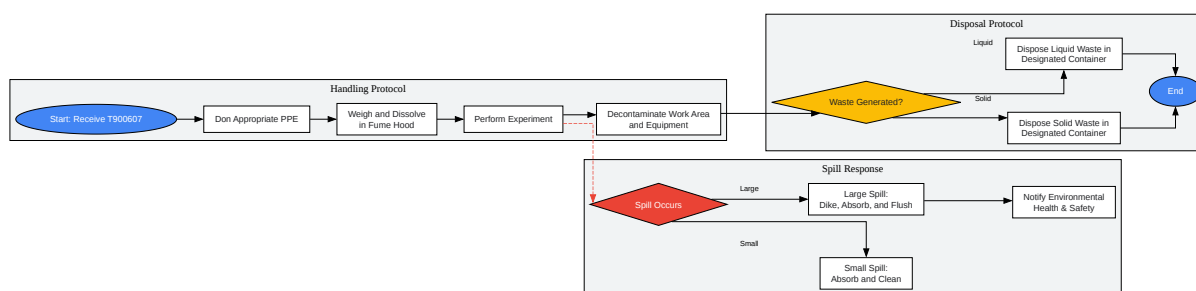 Handling Protocol
Start: Receive T900607
Don Appropriate PPE
Weigh and Dissolve
in Fume Hood
Perform Experiment
Decontaminate Work Area
and Equipment
Disposal Protocol
Waste Generated?
Liquid
Dispose Liquid Waste in
Designated Container
Solid
Dispose Solid Waste in
Designated Container
End
Spill Response
Spill Occurs
Large
Large Spill:
Dike, Absorb, and Flush
Notify Environmental
Health & Safety
Small
Small Spill:
Absorb and Clean